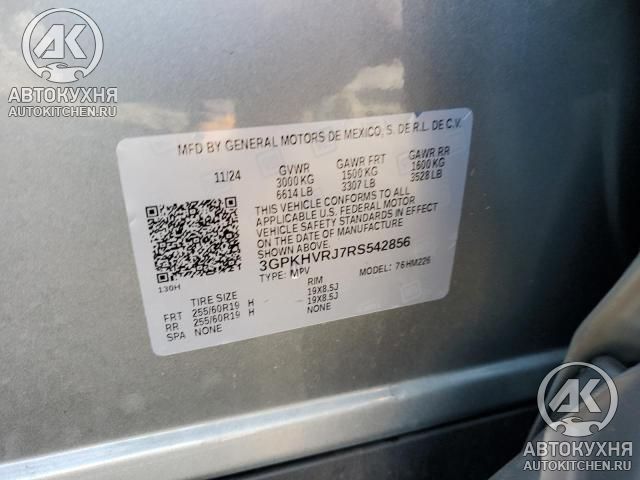 AK
АВТОКУХНЯ
AUTOKITCHEN.RU
MFD BY GENERAL MOTORS DE MEXICO, S. DE R.L. DE C.V.
11/24 GVWR GAWR FRT GAWR RR
3000 KG 1500 KG 1600 KG
6614 LB 3307 LB 3528 LB
THIS VEHICLE CONFORMS TO ALL
APPLICABLE U.S. FEDERAL MOTOR
VEHICLE SAFETY STANDARDS IN EFFECT
ON THE DATE OF MANUFACTURE
SHOWN ABOVE.
3GPKHVRJ7RS542856
130H TYPE: MPV MODEL: 76HM226
TIRE SIZE RIM
FRT 255/60R19 H 19X8.5J
RR 255/60R19 H 19X8.5J
SPA NONE NONE
AK
АВТОКУХНЯ
AUTOKITCHEN.RU